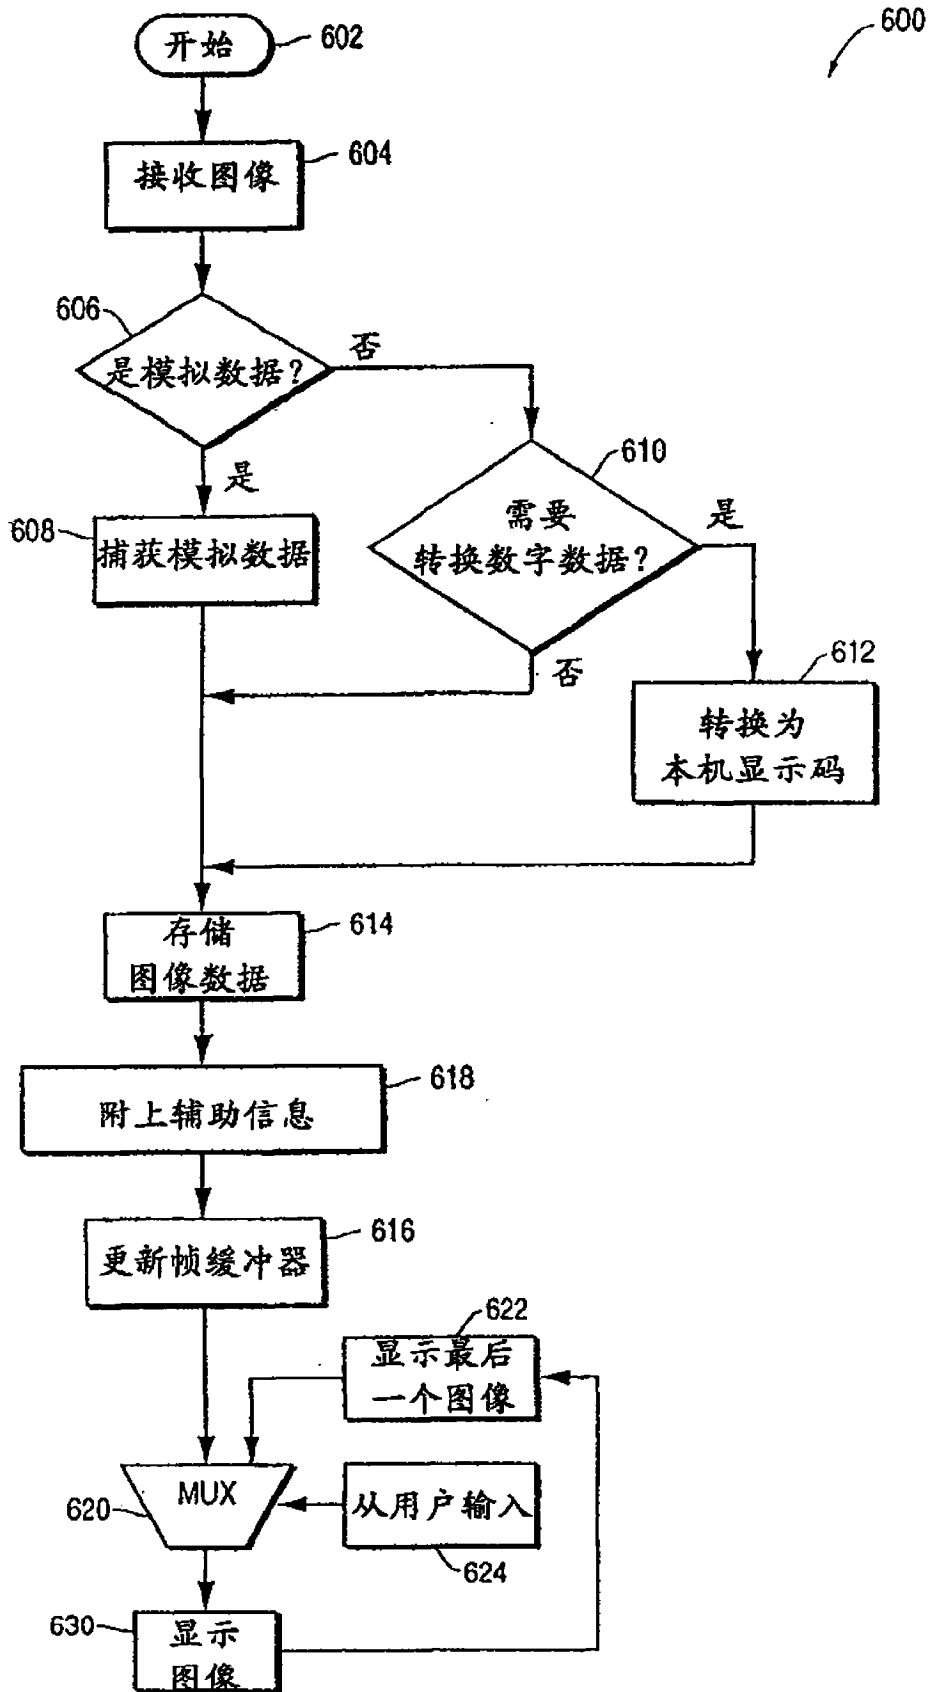 600
开始
602
接收图像
604
606
是模拟数据?
否
是
608
捕获模拟数据
610
需要
转换数字数据?
是
否
612
转换为
本机显示码
614
存储
图像数据
618
附上辅助信息
616
更新帧缓冲器
622
显示最后
一个图像
MUX
620
从用户输入
624
630
显示
图像